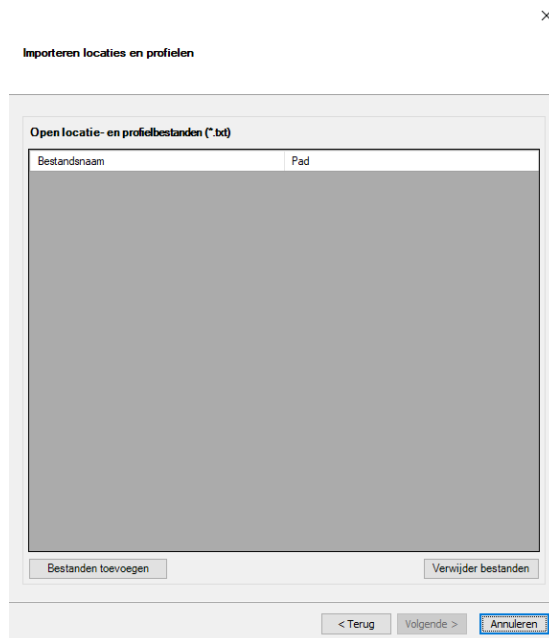 Importeren locaties en profielen
Open locatie- en profielbestanden (*.txt)
Bestandsnaam Pad
Bestanden toevoegen Verwijder bestanden
< Terug Volgende > Annuleren